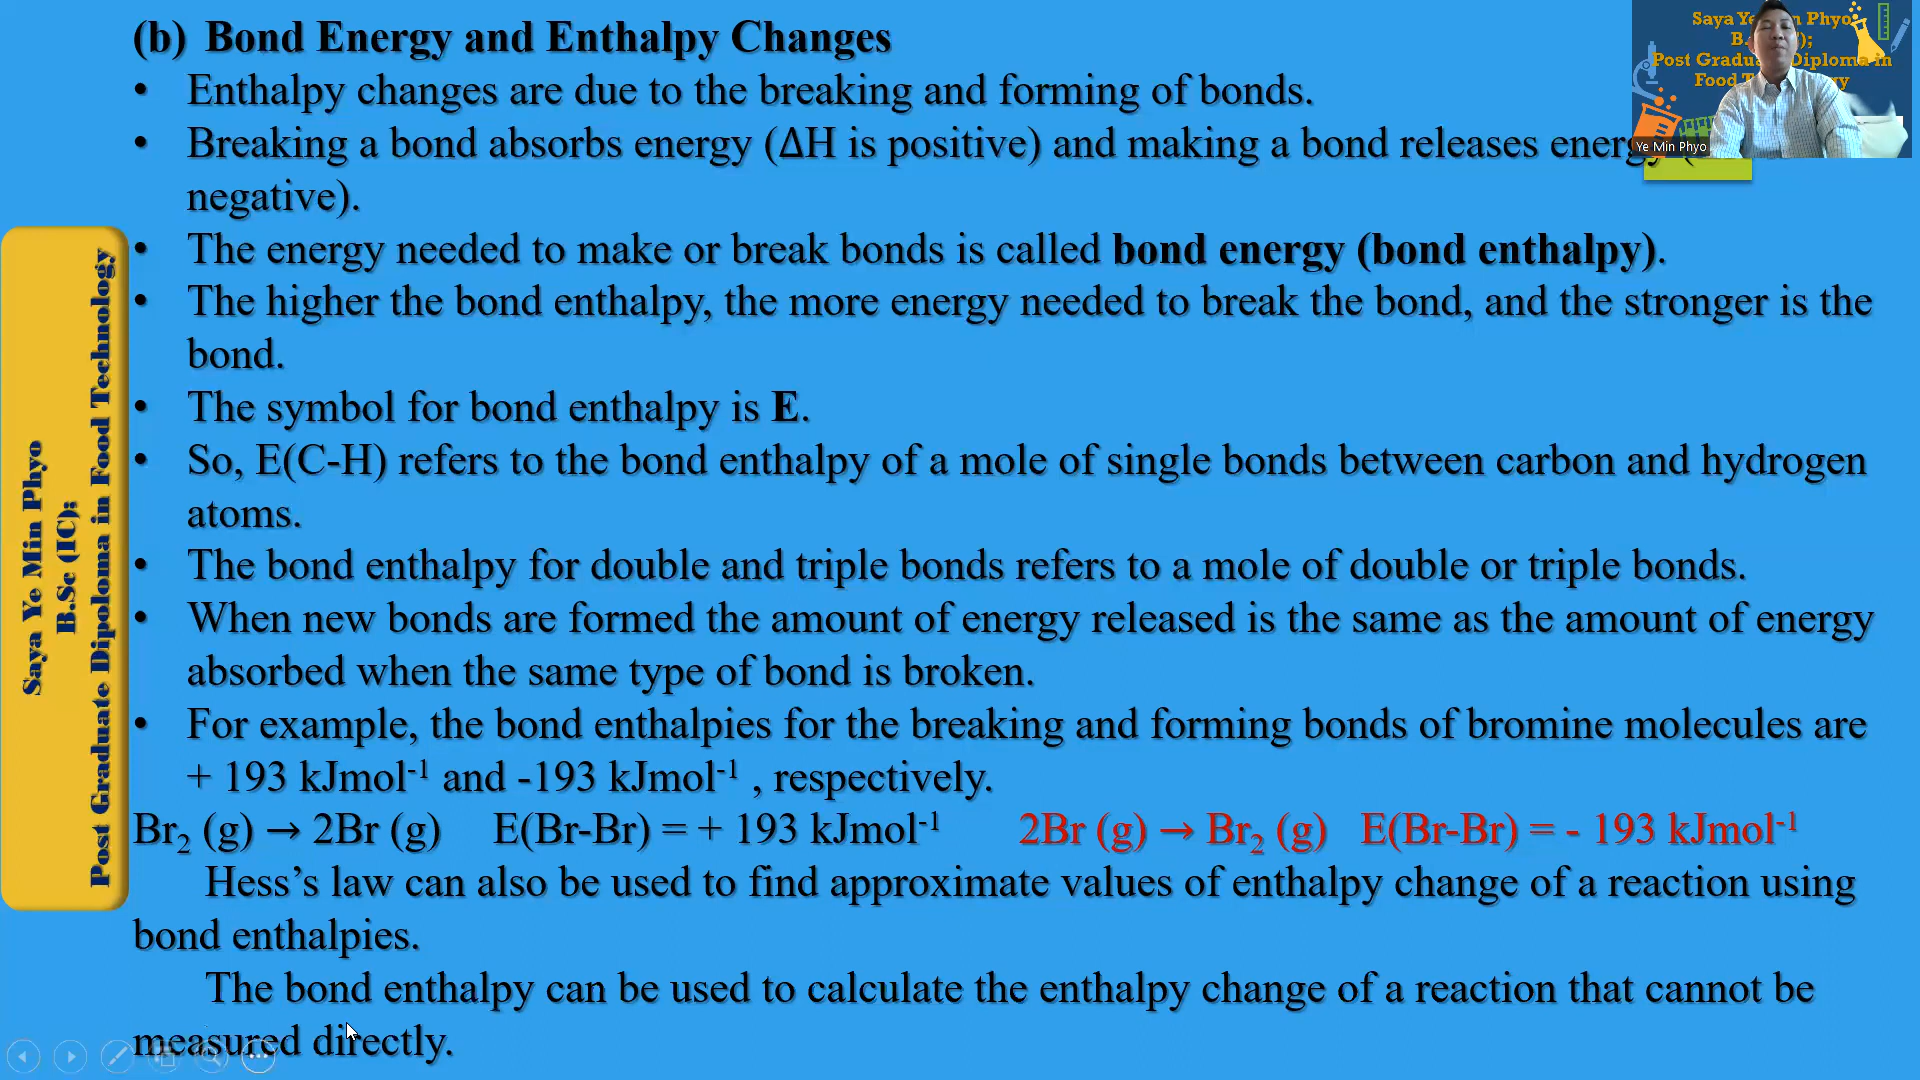 (b) Bond Energy and Enthalpy Changes
• Enthalpy changes are due to the breaking and forming of bonds.
• Breaking a bond absorbs energy (ΔH is positive) and making a bond releases energy (
negative).
• The energy needed to make or break bonds is called bond energy (bond enthalpy).
• The higher the bond enthalpy, the more energy needed to break the bond, and the stronger is the
bond.
• The symbol for bond enthalpy is E.
• So, E(C-H) refers to the bond enthalpy of a mole of single bonds between carbon and hydrogen
atoms.
• The bond enthalpy for double and triple bonds refers to a mole of double or triple bonds.
• When new bonds are formed the amount of energy released is the same as the amount of energy
absorbed when the same type of bond is broken.
• For example, the bond enthalpies for the breaking and forming bonds of bromine molecules are
+ 193 kJmol⁻¹ and -193 kJmol⁻¹ , respectively.
Br₂ (g) → 2Br (g) E(Br-Br) = + 193 kJmol⁻¹ 2Br (g) → Br₂ (g) E(Br-Br) = - 193 kJmol⁻¹
Hess’s law can also be used to find approximate values of enthalpy change of a reaction using
bond enthalpies.
The bond enthalpy can be used to calculate the enthalpy change of a reaction that cannot be
measured directly.
Saya Ye Min Phyo
B.Sc (IC);
Post Graduate Dipoloma in Food Technology
Saya Phyo
Post Diploma in
Food
Ye Min Phyo